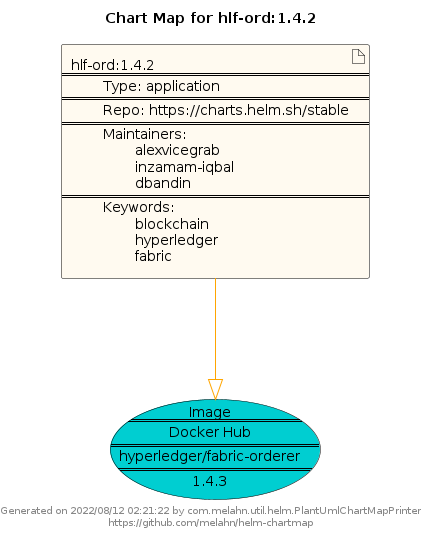 Chart Map for hlf-ord:1.4.2
hlf-ord:1.4.2
Type: application
Repo: https://charts.helm.sh/stable
Maintainers:
alexvicegrab
inzamam-iqbal
dbandin
Keywords:
blockchain
hyperledger
fabric
Image
Docker Hub
hyperledger/fabric-orderer
1.4.3
Generated on 2022/08/12 02:21:22 by com.melahn.util.helm.PlantUmlChartMapPrinter
https://github.com/melahn/helm-chartmap